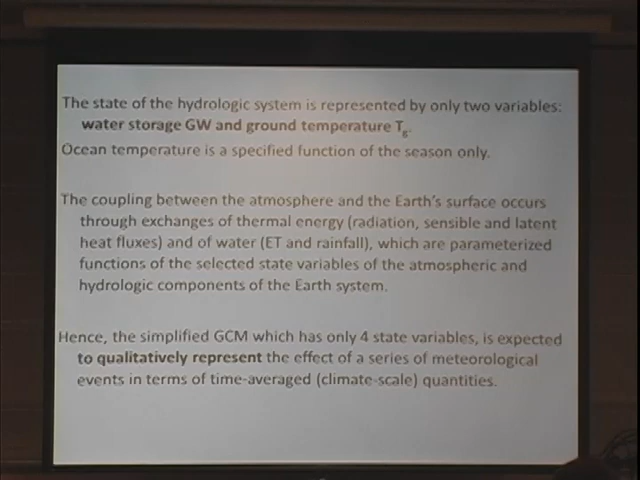 The state of the hydrologic system is represented by only two variables:
water storage GW and ground temperature Tg.
Ocean temperature is a specified function of the season only.
The coupling between the atmosphere and the Earth's surface occurs
through exchanges of thermal energy (radiation, sensible and latent
heat fluxes) and of water (ET and rainfall), which are parameterized
functions of the selected state variables of the atmospheric and
hydrologic components of the Earth system.
Hence, the simplified GCM which has only 4 state variables, is expected
to qualitatively represent the effect of a series of meteorological
events in terms of time-averaged (climate-scale) quantities.